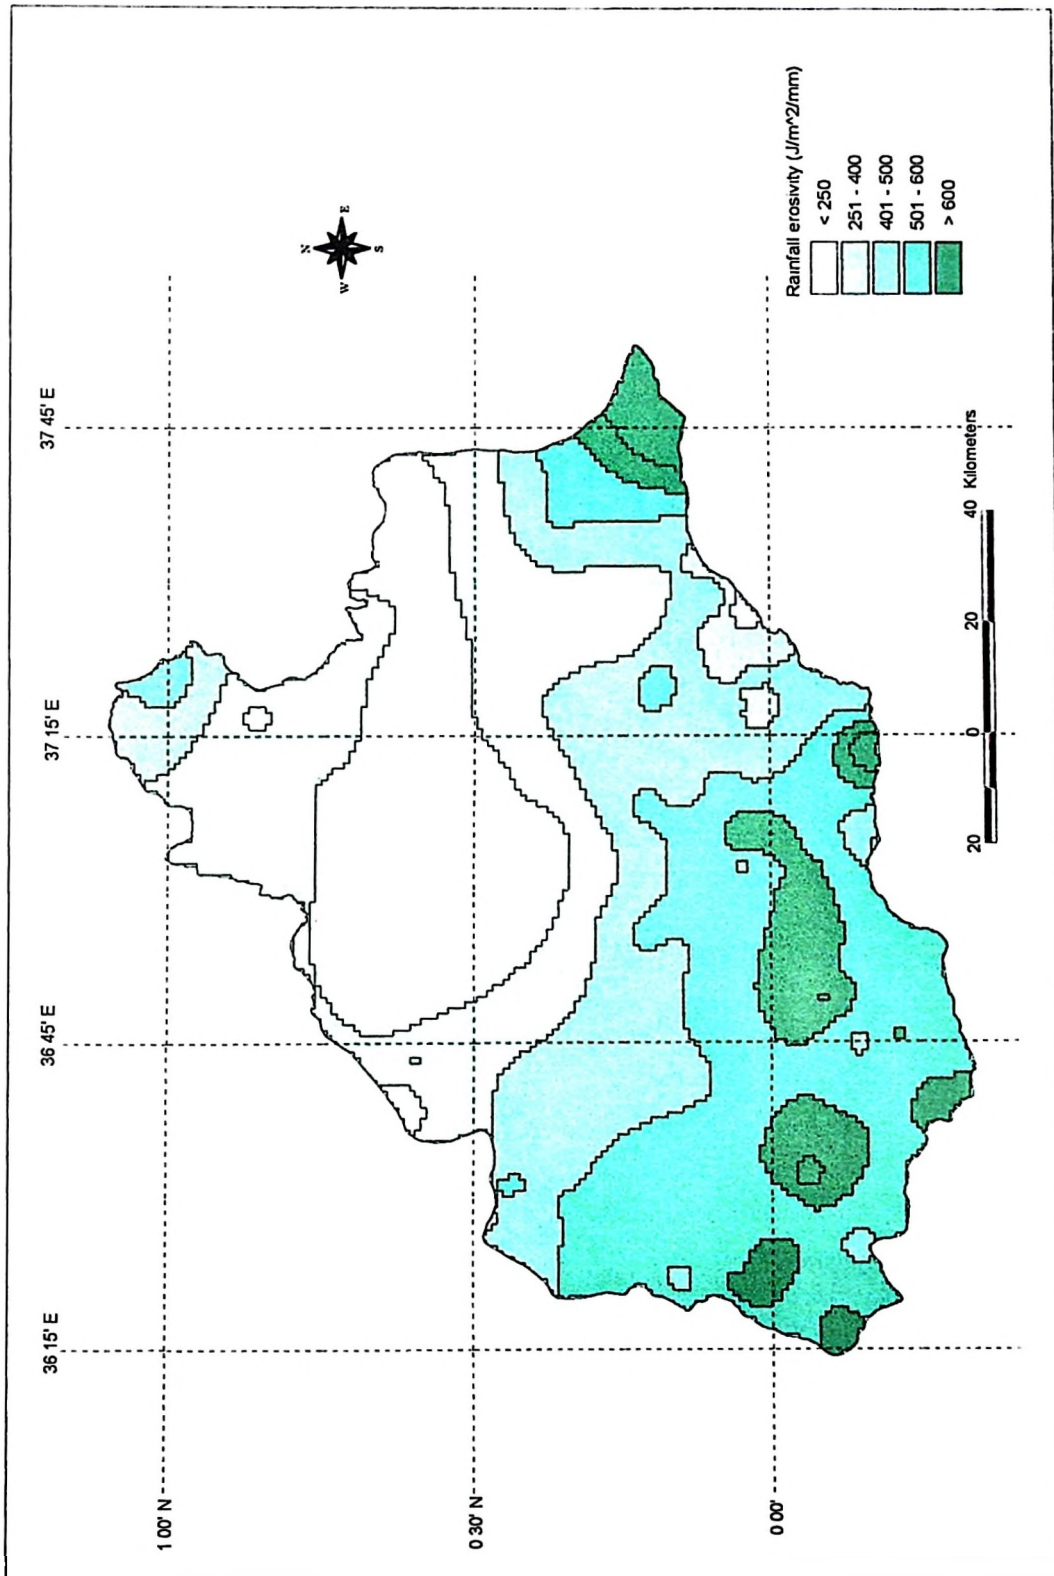 36 15' E
36 45' E
37 15' E
37 45' E
1 00' N
0 30' N
0 00'
N
W
E
S
Rainfall erosivity (J/m^2/mm)
< 250
251 - 400
401 - 500
501 - 600
> 600
20
0
20
40 Kilometers